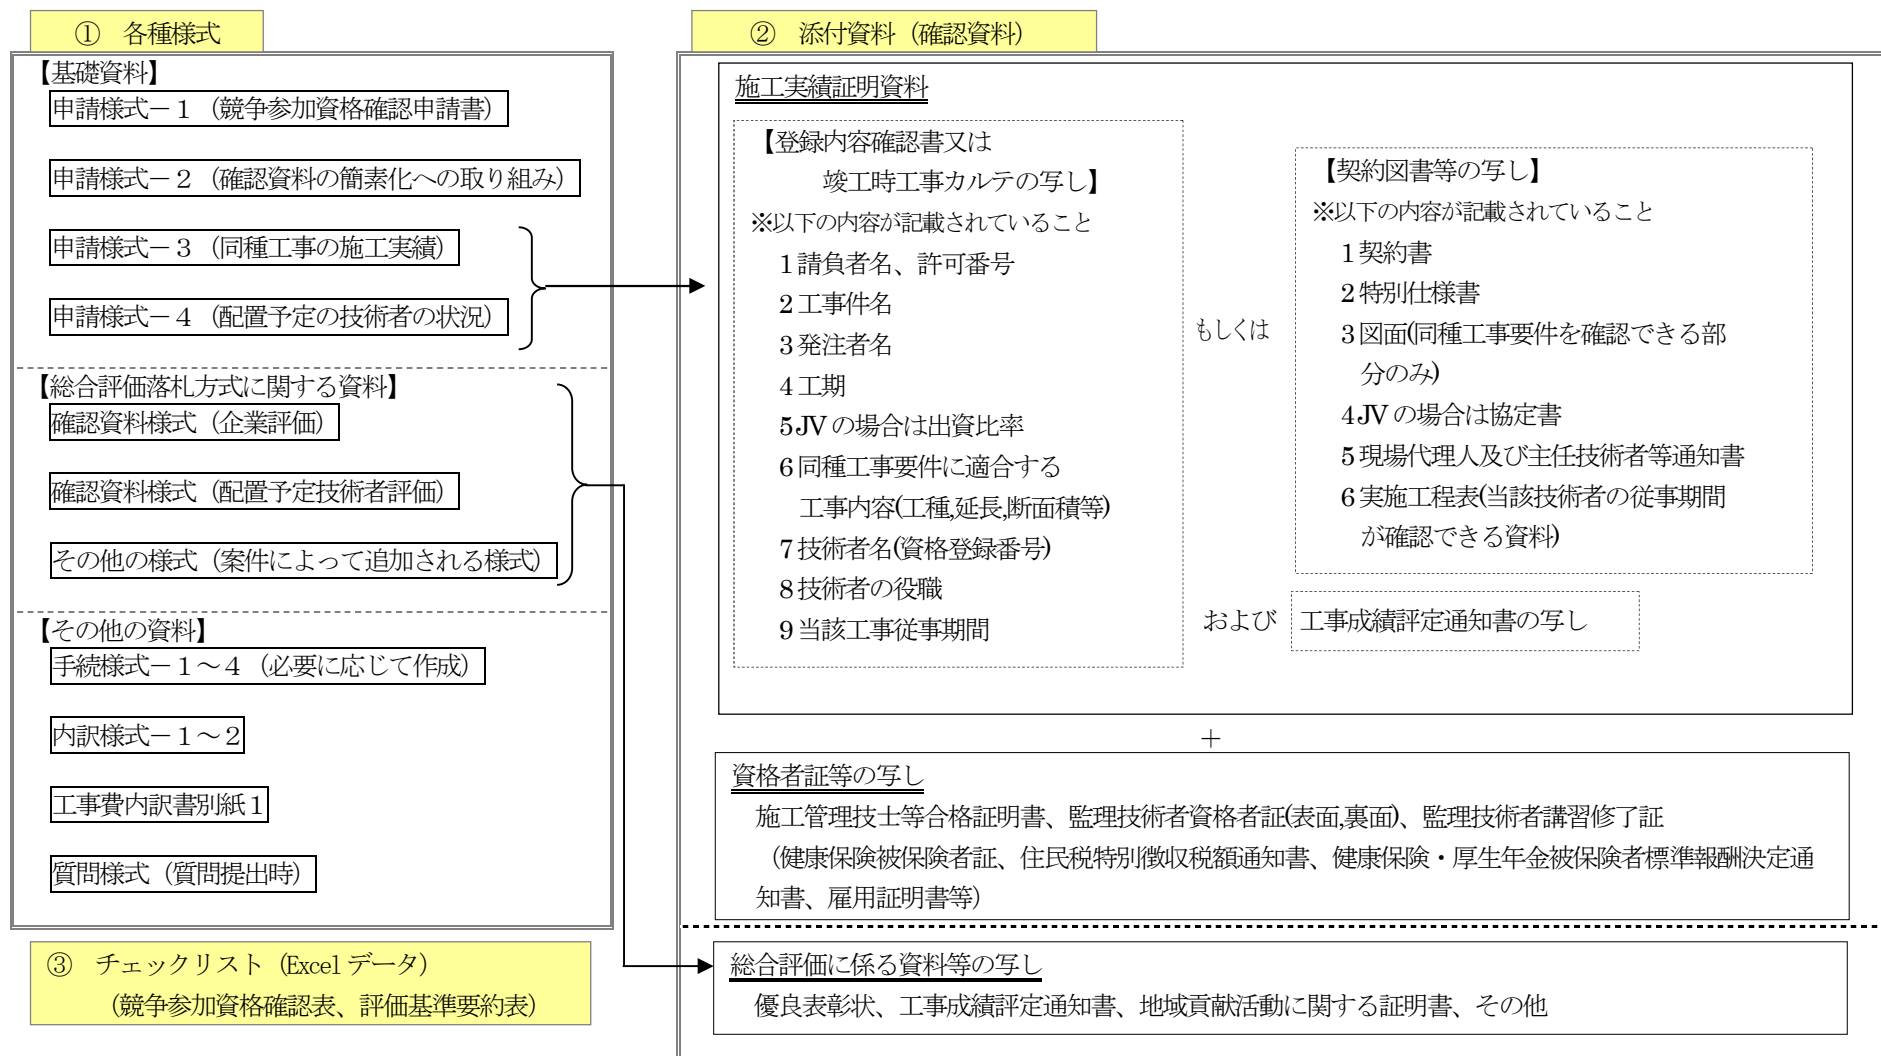 ① 各種様式
【基礎資料】
申請様式－１（競争参加資格確認申請書）
申請様式－２（確認資料の簡素化への取り組み）
申請様式－３（同種工事の施工実績）
申請様式－４（配置予定の技術者の状況）
【総合評価落札方式に関する資料】
確認資料様式（企業評価）
確認資料様式（配置予定技術者評価）
その他の様式（案件によって追加される様式）
【その他の資料】
手続様式－１～４（必要に応じて作成）
内訳様式－１～２
工事費内訳書別紙１
質問様式（質問提出時）
③ チェックリスト（Excel データ）
（競争参加資格確認表、評価基準要約表）
② 添付資料（確認資料）
施工実績証明資料
【登録内容確認書又は
竣工時工事カルテの写し】
※以下の内容が記載されていること
1 請負者名、許可番号
2 工事件名
3 発注者名
4 工期
5 JV の場合は出資比率
6 同種工事要件に適合する
工事内容(工種,延長,断面積等)
7 技術者名(資格登録番号)
8 技術者の役職
9 当該工事従事期間
もしくは
【契約図書等の写し】
※以下の内容が記載されていること
1 契約書
2 特別仕様書
3 図面(同種工事要件を確認できる部
分のみ)
4 JV の場合は協定書
5 現場代理人及び主任技術者等通知書
6 実施工程表(当該技術者の従事期間
が確認できる資料)
および
工事成績評定通知書の写し
＋
資格者証等の写し
施工管理技士等合格証明書、監理技術者資格者証(表面,裏面)、監理技術者講習修了証
（健康保険被保険者証、住民税特別徴収税額通知書、健康保険・厚生年金被保険者標準報酬決定通
知書、雇用証明書等）
総合評価に係る資料等の写し
優良表彰状、工事成績評定通知書、地域貢献活動に関する証明書、その他